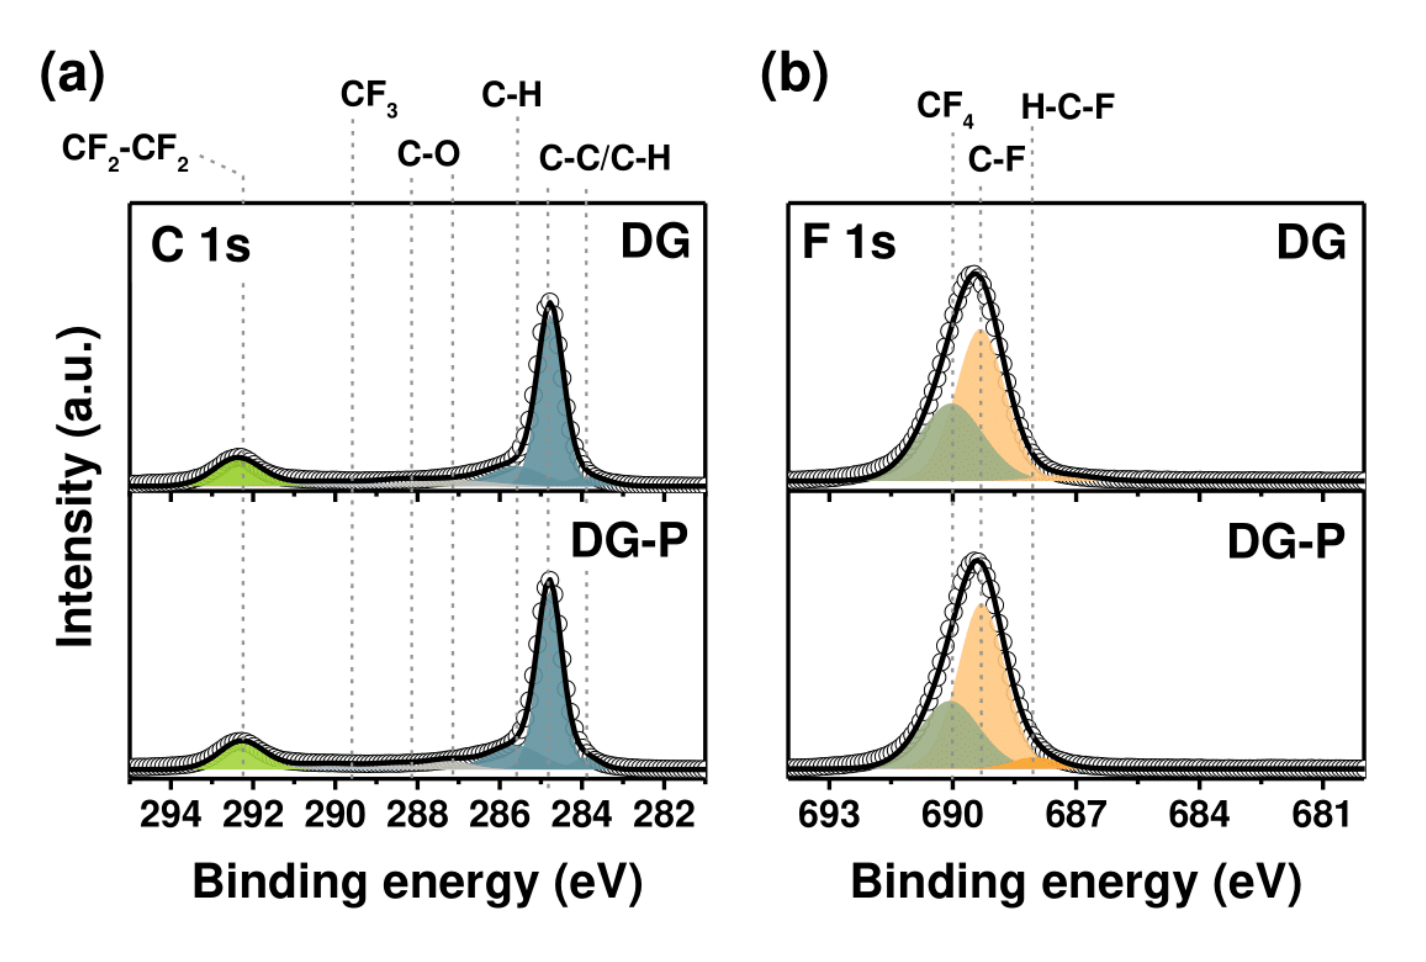 (a)
(b)
CF3
C-H
CF4
H-C-F
CF2-CF2
C-O
C-C/C-H
C-F
C 1s
DG
F 1s
DG
DG-P
DG-P
Intensity (a.u.)
294 292 290 288 286 284 282
693 690 687 684 681
Binding energy (eV)
Binding energy (eV)